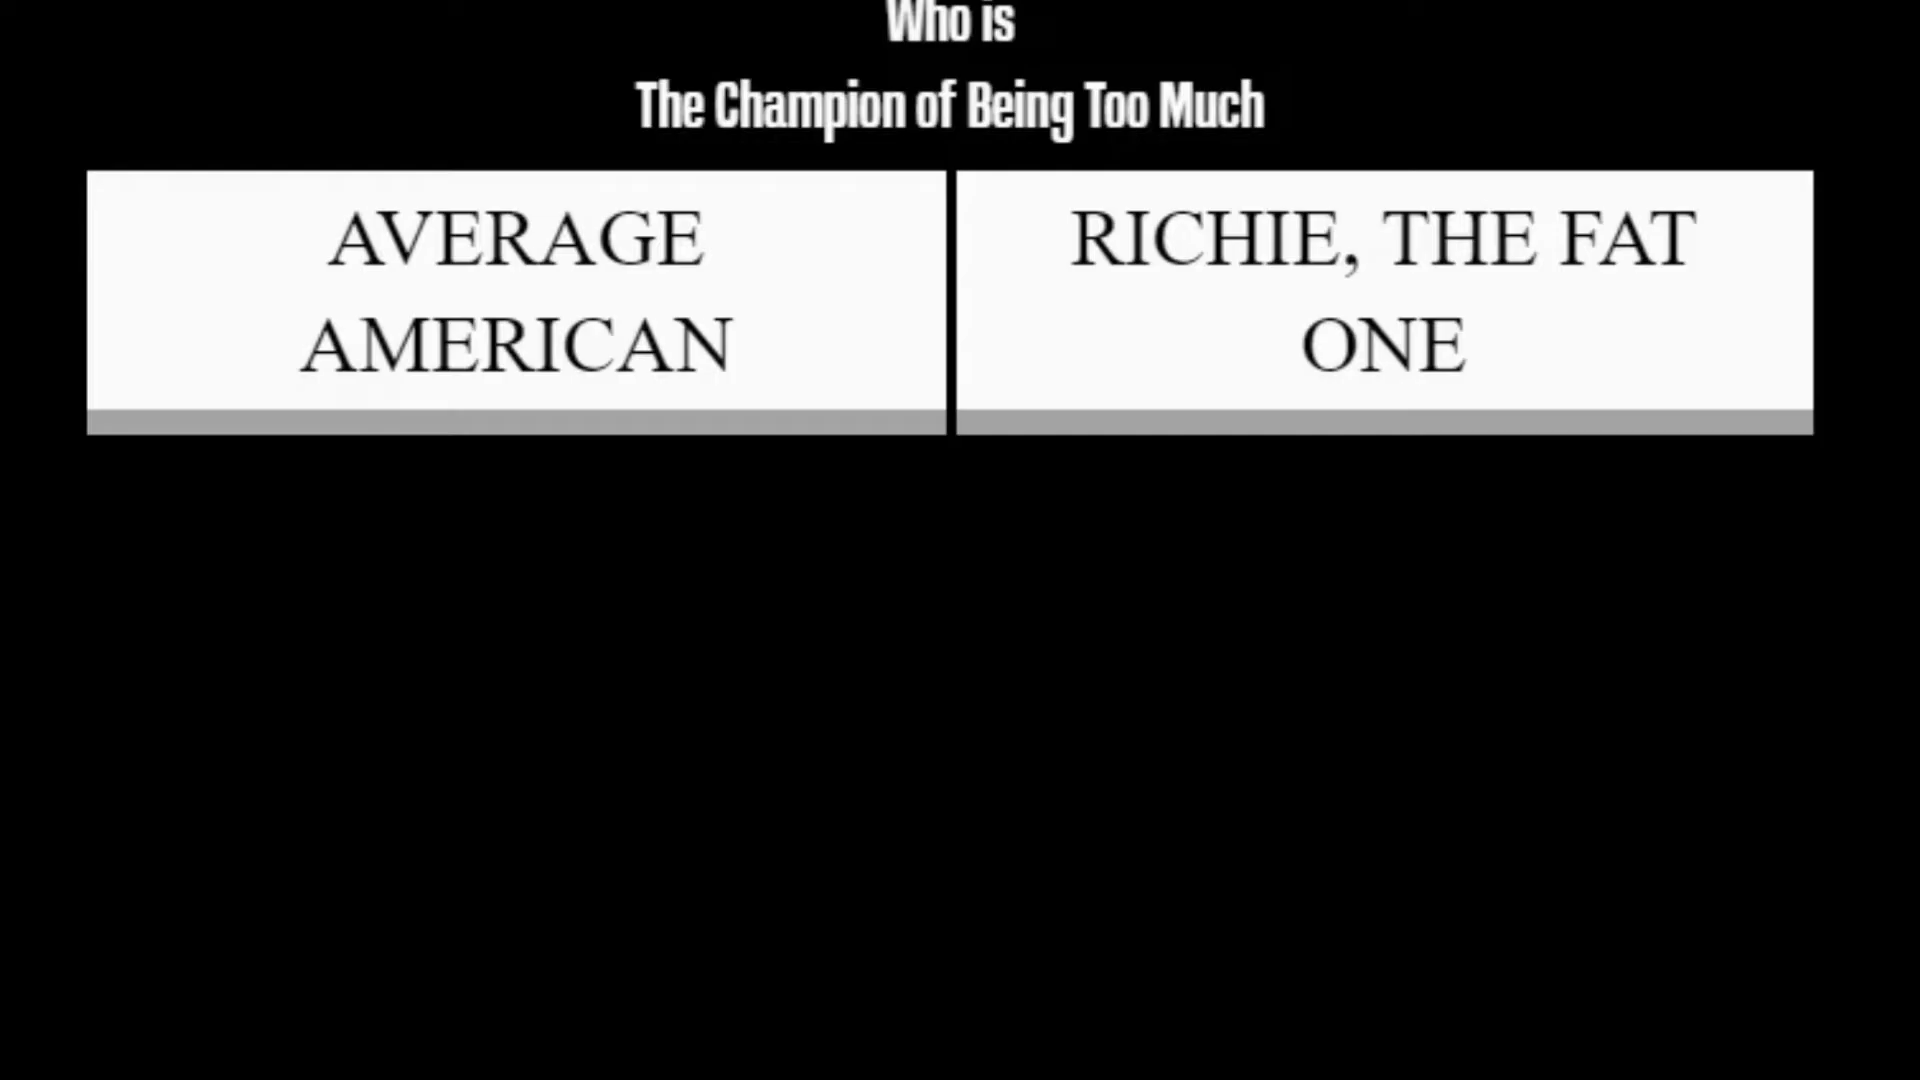 Who is
The Champion of Being Too Much
AVERAGE
AMERICAN
RICHIE, THE FAT
ONE